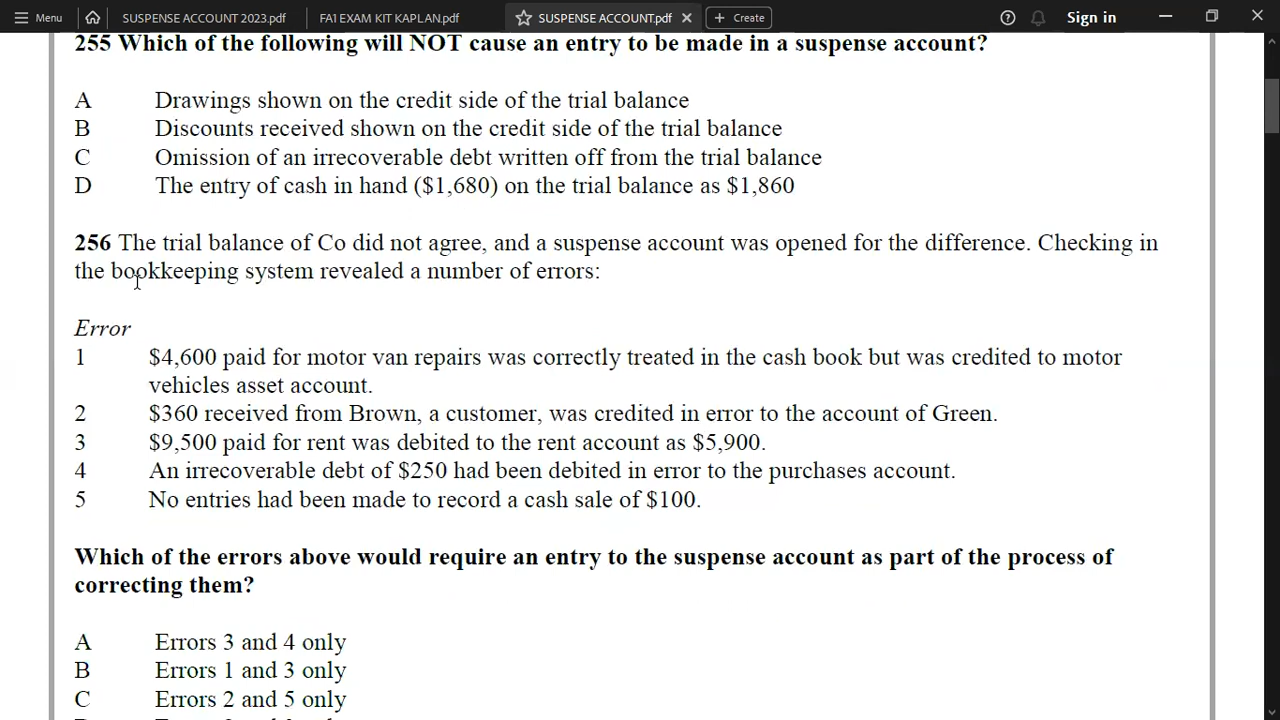 Menu
SUSPENSE ACCOUNT 2023.pdf
FA1 EXAM KIT KAPLAN.pdf
SUSPENSE ACCOUNT.pdf
Create
Sign in
255 Which of the following will NOT cause an entry to be made in a suspense account?
A Drawings shown on the credit side of the trial balance
B Discounts received shown on the credit side of the trial balance
C Omission of an irrecoverable debt written off from the trial balance
D The entry of cash in hand ($1,680) on the trial balance as $1,860
256 The trial balance of Co did not agree, and a suspense account was opened for the difference. Checking in
the bookkeeping system revealed a number of errors:
Error
1 $4,600 paid for motor van repairs was correctly treated in the cash book but was credited to motor
vehicles asset account.
2 $360 received from Brown, a customer, was credited in error to the account of Green.
3 $9,500 paid for rent was debited to the rent account as $5,900.
4 An irrecoverable debt of $250 had been debited in error to the purchases account.
5 No entries had been made to record a cash sale of $100.
Which of the errors above would require an entry to the suspense account as part of the process of
correcting them?
A Errors 3 and 4 only
B Errors 1 and 3 only
C Errors 2 and 5 only